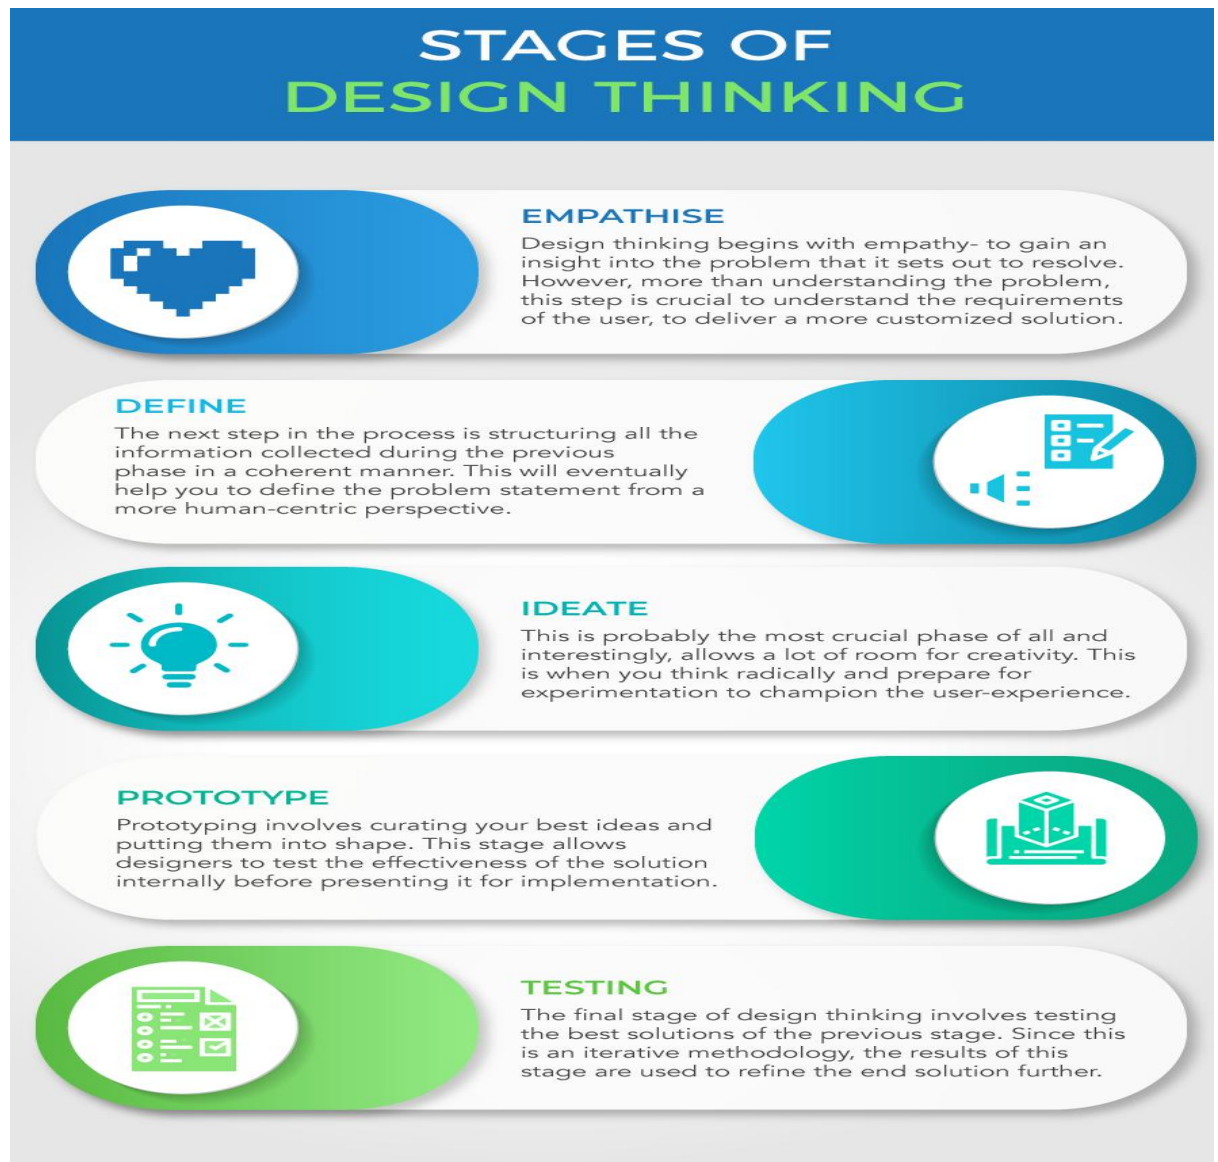 STAGES OF
DESIGN THINKING
EMPATHISE
Design thinking begins with empathy- to gain an
insight into the problem that it sets out to resolve.
However, more than understanding the problem,
this step is crucial to understand the requirements
of the user, to deliver a more customized solution.
DEFINE
The next step in the process is structuring all the
information collected during the previous
phase in a coherent manner. This will eventually
help you to define the problem statement from a
more human-centric perspective.
IDEATE
This is probably the most crucial phase of all and
interestingly, allows a lot of room for creativity. This
is when you think radically and prepare for
experimentation to champion the user-experience.
PROTOTYPE
Prototyping involves curating your best ideas and
putting them into shape. This stage allows
designers to test the effectiveness of the solution
internally before presenting it for implementation.
TESTING
The final stage of design thinking involves testing
the best solutions of the previous stage. Since this
is an iterative methodology, the results of this
stage are used to refine the end solution further.